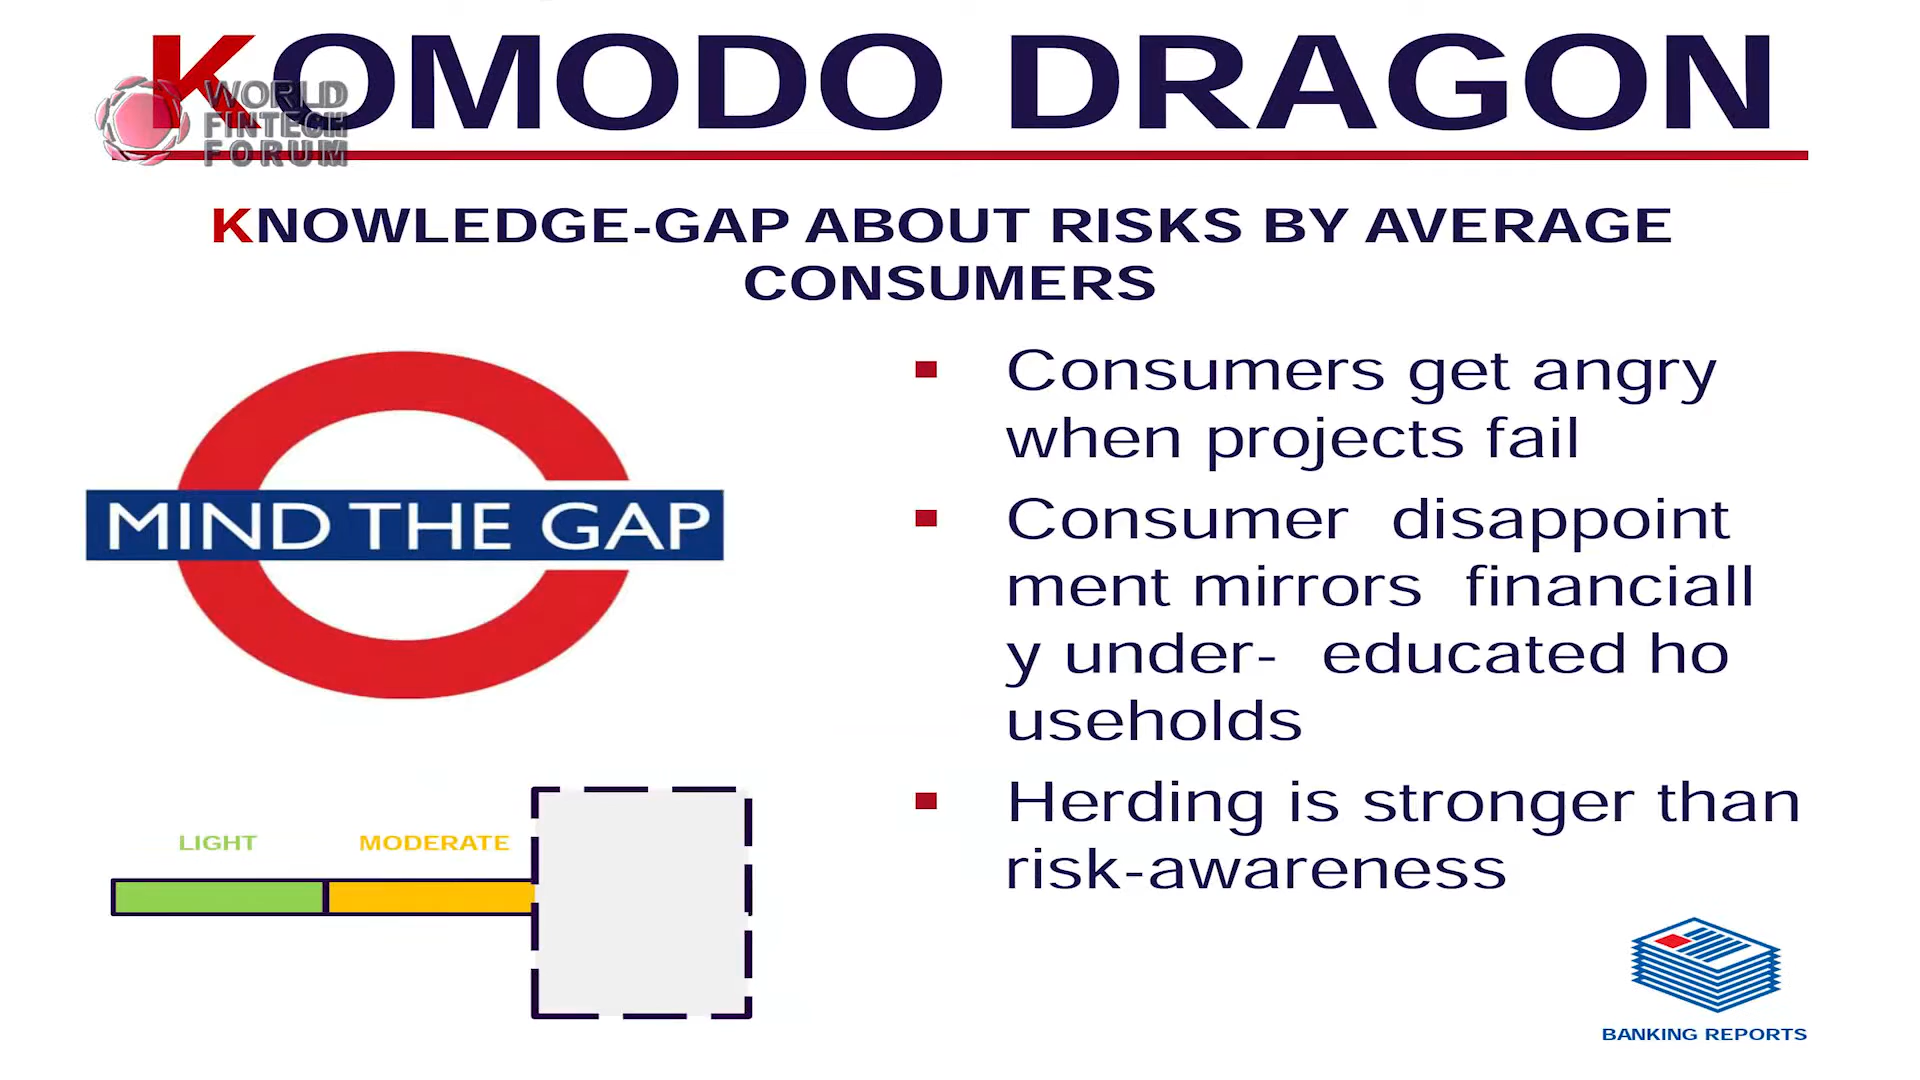 KOMODO DRAGON
WORLD
FINTECH
FORUM
KNOWLEDGE-GAP ABOUT RISKS BY AVERAGE
CONSUMERS
MIND THE GAP
Consumers get angry
when projects fail
Consumer disappoint
ment mirrors financiall
y under- educated ho
useholds
Herding is stronger than
risk-awareness
LIGHT
MODERATE
BANKING REPORTS